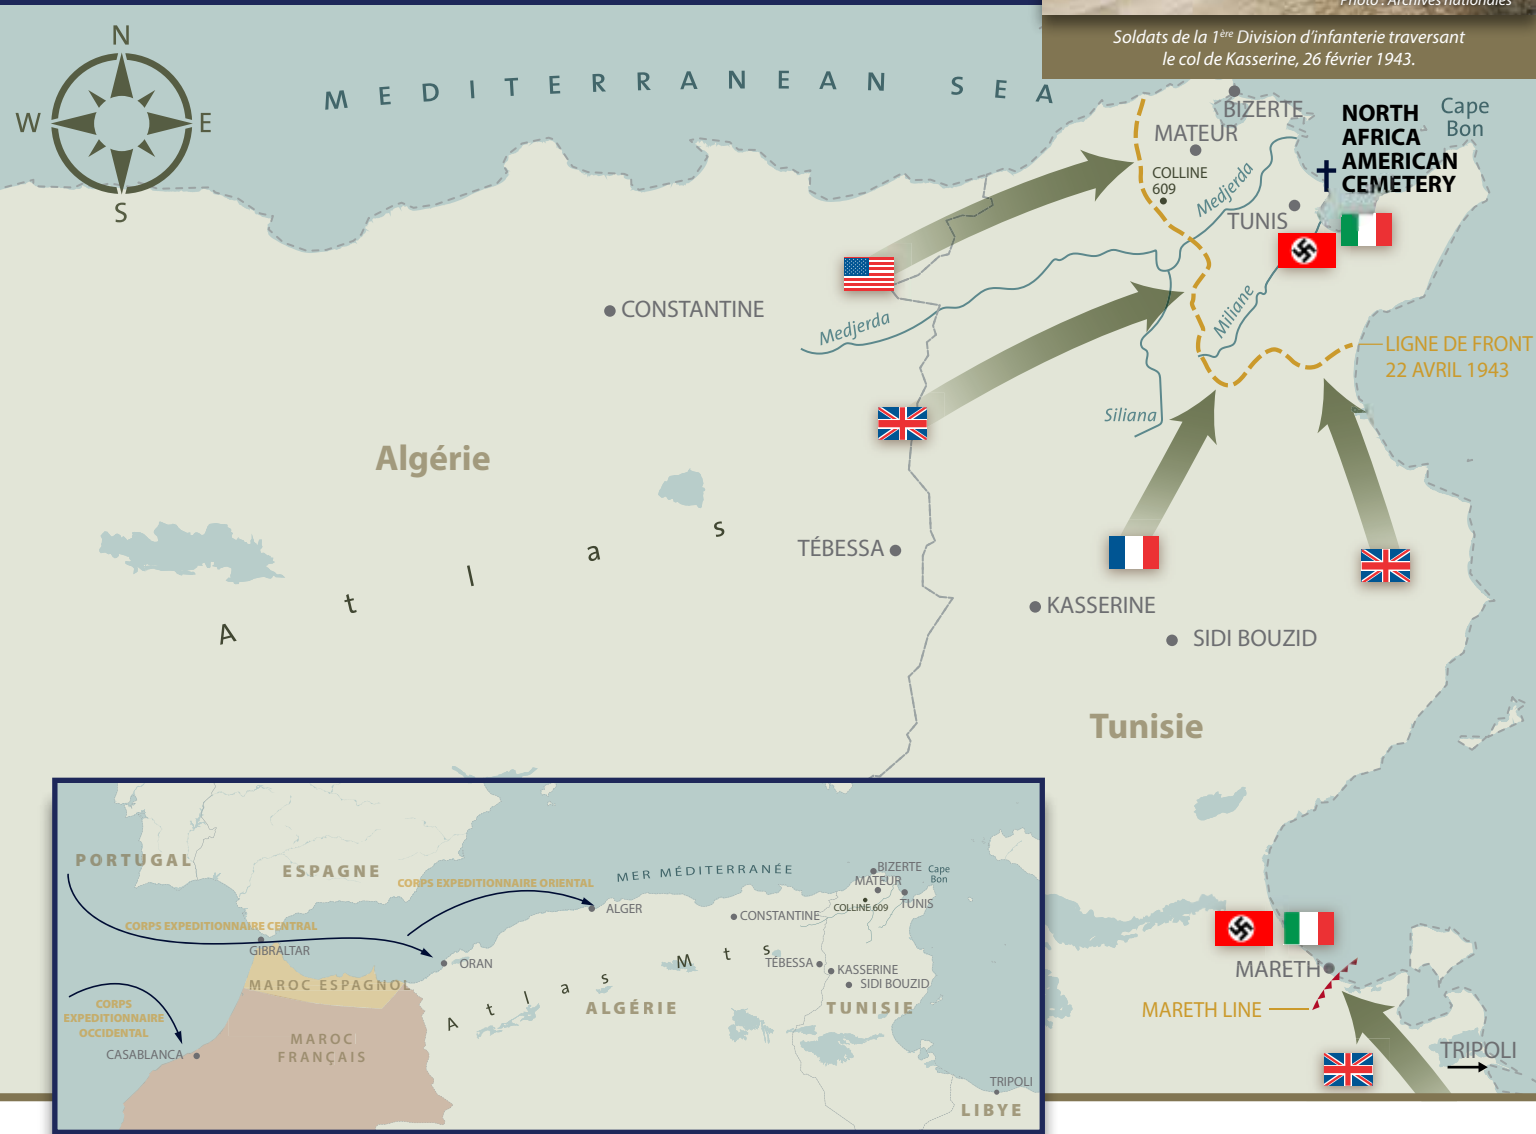 Photo : Archives nationales
Soldats de la 1ère Division d’infanterie traversant
le col de Kasserine, 26 février 1943.
N
W
E
S
MEDITERRANEAN SEA
BIZERTE
MATEUR
COLLINE
609
Medjerda
TUNIS
NORTH
AFRICA
AMERICAN
CEMETERY
Cape
Bon
CONSTANTINE
Medjerda
Miliane
LIGNE DE FRONT
22 AVRIL 1943
Siliana
Algérie
Atlas
TÉBESSA
KASSERINE
SIDI BOUZID
Tunisie
MARETH
MARETH LINE
TRIPOLI
PORTUGAL
ESPAGNE
CORPS EXPEDITIONNAIRE ORIENTAL
MER MÉDITERRANÉE
BIZERTE
MATEUR
Cape
Bon
COLLINE 609
TUNIS
ALGER
CONSTANTINE
CORPS EXPEDITIONNAIRE CENTRAL
GIBRALTAR
ORAN
Atlas Mts
TÉBESSA
KASSERINE
SIDI BOUZID
MAROC ESPAGNOL
CORPS
EXPEDITIONNAIRE
OCCIDENTAL
ALGÉRIE
TUNISIE
MAROC
FRANÇAIS
CASABLANCA
TRIPOLI
LIBYE